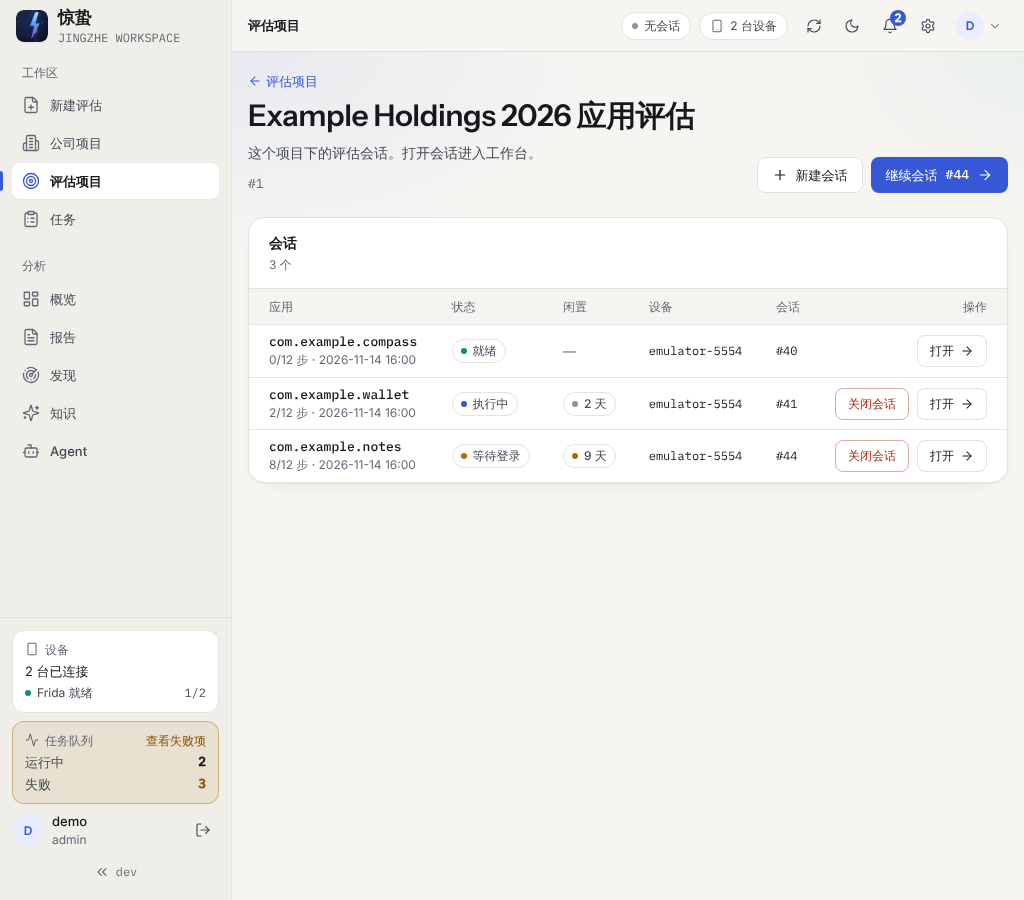 惊蛰
JINGZHE WORKSPACE
工作区
新建评估
公司项目
评估项目
任务
分析
概览
报告
发现
知识
Agent
设备
2 台已连接
Frida 就绪 1/2
任务队列 查看失败项
运行中 2
失败 3
D demo
admin
dev
评估项目
无会话
2 台设备
2
D
评估项目
Example Holdings 2026 应用评估
这个项目下的评估会话。打开会话进入工作台。
#1
新建会话
继续会话 #44
会话
3 个
应用 状态 闲置 设备 会话 操作
com.example.compass
0/12 步 · 2026-11-14 16:00
就绪 — emulator-5554 #40 打开
com.example.wallet
2/12 步 · 2026-11-14 16:00
执行中 2 天 emulator-5554 #41 关闭会话 打开
com.example.notes
8/12 步 · 2026-11-14 16:00
等待登录 9 天 emulator-5554 #44 关闭会话 打开